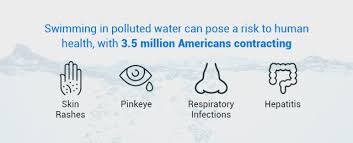 Swimming in polluted water can pose a risk to human
health, with 3.5 million Americans contracting
Skin
Rashes
Pinkeye
Respiratory
Infections
Hepatitis